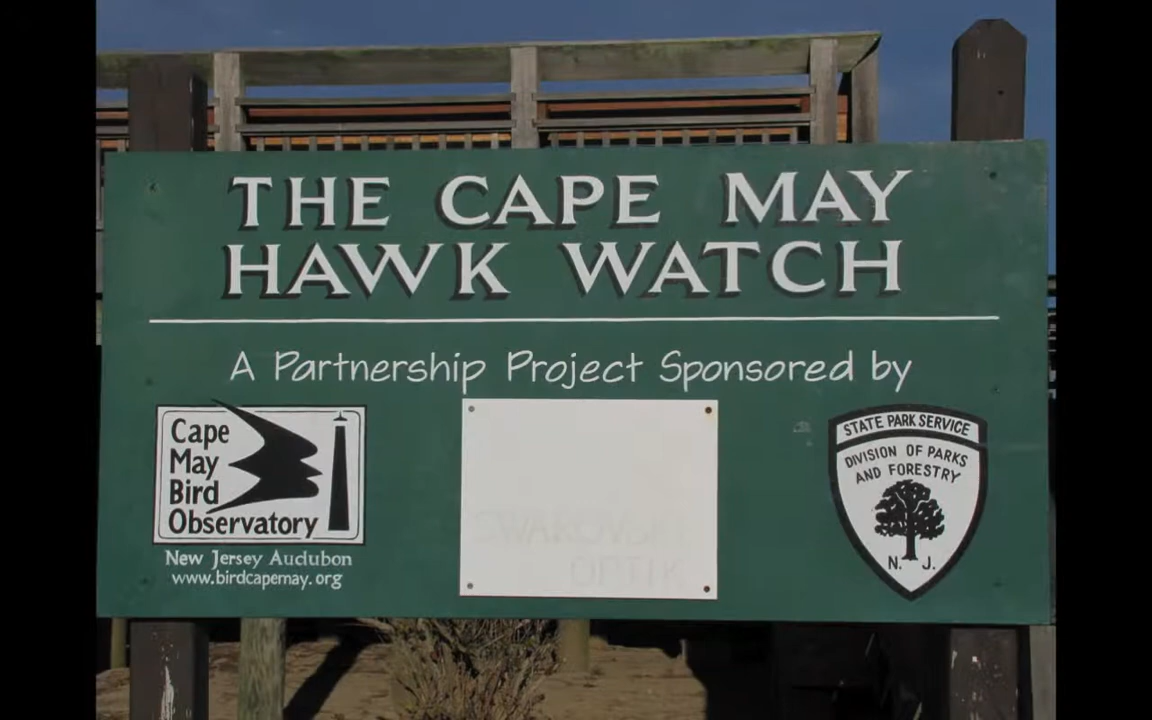 THE CAPE MAY
HAWK WATCH
A Partnership Project Sponsored by
Cape
May
Bird
Observatory
New Jersey Audubon
www.birdcapemay.org
STATE PARK SERVICE
DIVISION OF PARKS
AND FORESTRY
N. J.